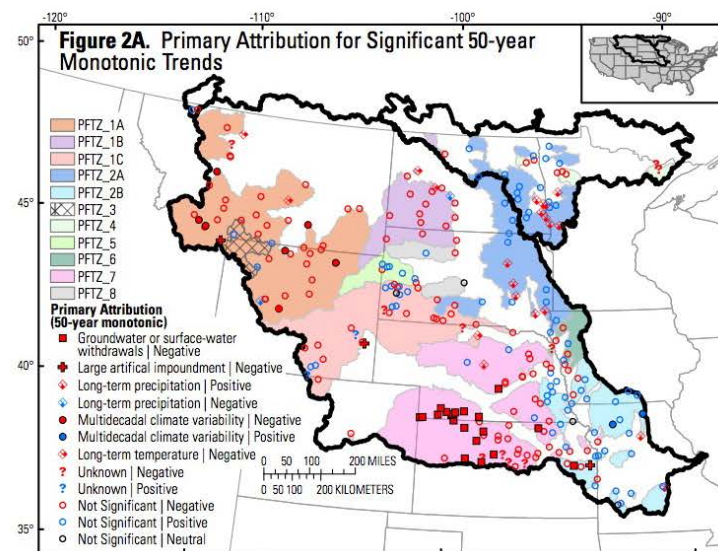 -120° -110° -100° -90°
50°
Figure 2A. Primary Attribution for Significant 50-year
Monotonic Trends
PFTZ_1A
PFTZ_1B
PFTZ_1C
PFTZ_2A
PFTZ_2B
PFTZ_3
PFTZ_4
PFTZ_5
PFTZ_6
PFTZ_7
PFTZ_8
45°
40°
35°
Primary Attribution
(50-year monotonic)
Groundwater or surface-water
withdrawals | Negative
Large artifical impoundment | Negative
Long-term precipitation | Positive
Long-term precipitation | Negative
Multidecadal climate variability | Negative
Multidecadal climate variability | Positive
Long-term temperature | Negative
? Unknown | Negative
? Unknown | Positive
Not Significant | Negative
Not Significant | Positive
Not Significant | Neutral
0 50 100 200 MILES
0 50 100 200 KILOMETERS